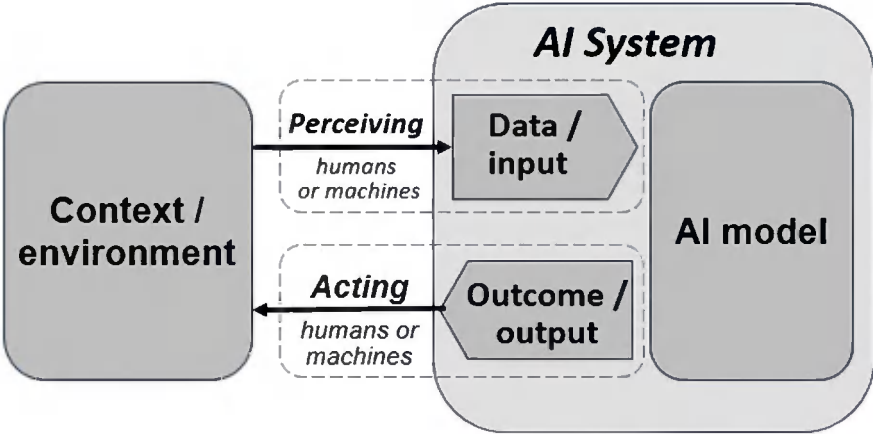 AI System
Perceiving
humans
or machines
Data /
input
Context /
environment
AI model
Acting
humans or
machines
Outcome /
output